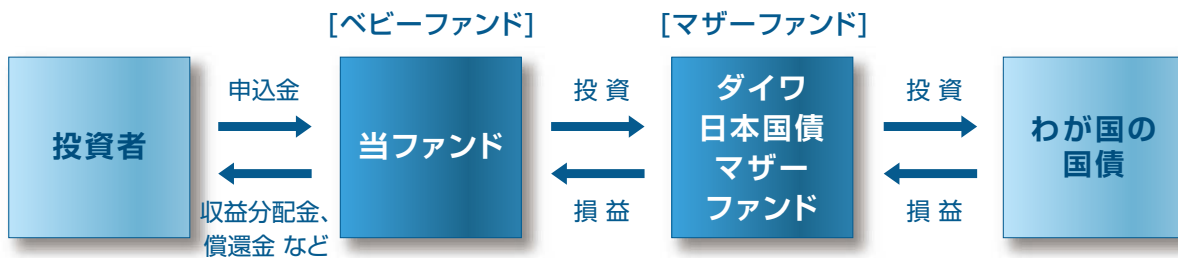 [ベビーファンド]
[マザーファンド]
投資者
申込金
収益分配金、
償還金 など
当ファンド
投 資
損 益
ダイワ
日本国債
マザー
ファンド
投 資
損 益
わが国の
国債